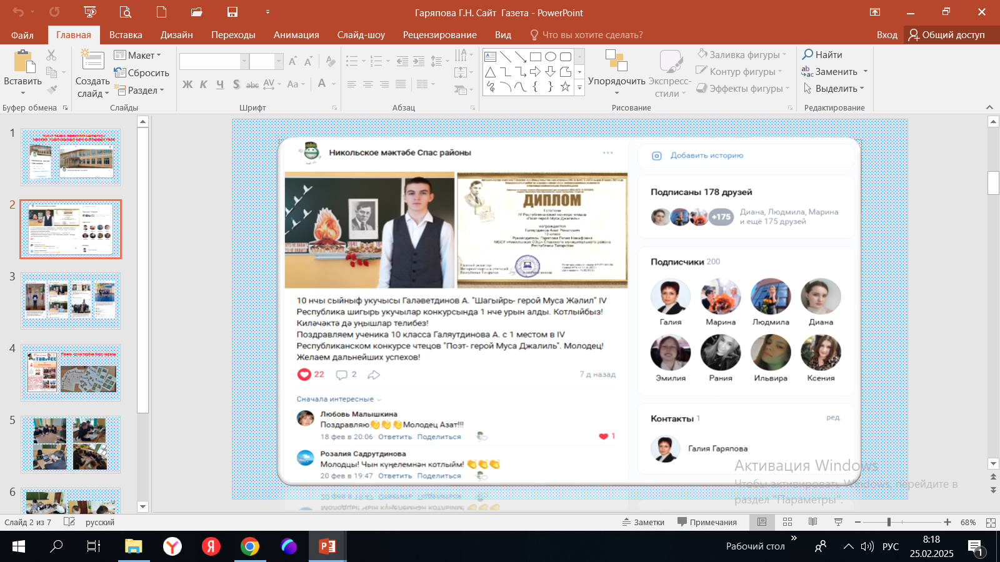 Гаряпова Г.Н. Сайт Газета - PowerPoint
Файл Главная Вставка Дизайн Переходы Анимация Слайд-шоу Рецензирование Вид Что вы хотите сделать? Вход Общий доступ
Вставить
Буфер обмена
Создать слайд
Макет
Сбросить
Раздел
Слайды
Ж К Ч S abc AV Aa A
Шрифт
Абзац
Упорядочить
Экспресс-стили
Заливка фигуры
Контур фигуры
Эффекты фигуры
Рисование
Найти
Заменить
Выделить
Редактирование
1
2
3
4
5
6
Никольское мәктәбе Спас районы
ДИПЛОМ
10 нчы сыйныф укучысы Галәветдинов А. "Шагыйрь- герой Муса Җәлил" IV
Республика шигырь укучылар конкурсында 1 нче урын алды. Котлыйбыз!
Киләчәктә дә уңышлар телибез!
Поздравляем ученика 10 класса Галяутдинова А. с 1 местом в IV
Республиканском конкурсе чтецов "Поэт- герой Муса Джалиль". Молодец!
Желаем дальнейших успехов!
22 2 7 д назад
Сначала интересные
Любовь Малышкина
Поздравляю👏👏👏Молодец Азат!!!
18 фев в 20:06 Ответить Поделиться 1
Розалия Садрутдинова
Молодцы! Чын күңелемнән котлыйм! 👏👏👏
20 фев в 19:47 Ответить Поделиться
Добавить историю
Подписаны 178 друзей
+175 Диана, Людмила, Марина
и ещё 175 друзей
Подписчики 200
Галия Марина Людмила Диана
Эмилия Рания Ильвира Ксения
Контакты 1 ред.
Галия Гаряпова
Активация Windows
Чтобы активировать Windows, перейдите в
раздел "Параметры".
Слайд 2 из 7 русский Заметки Примечания 68%
Рабочий стол РУС 8:18
25.02.2025
1